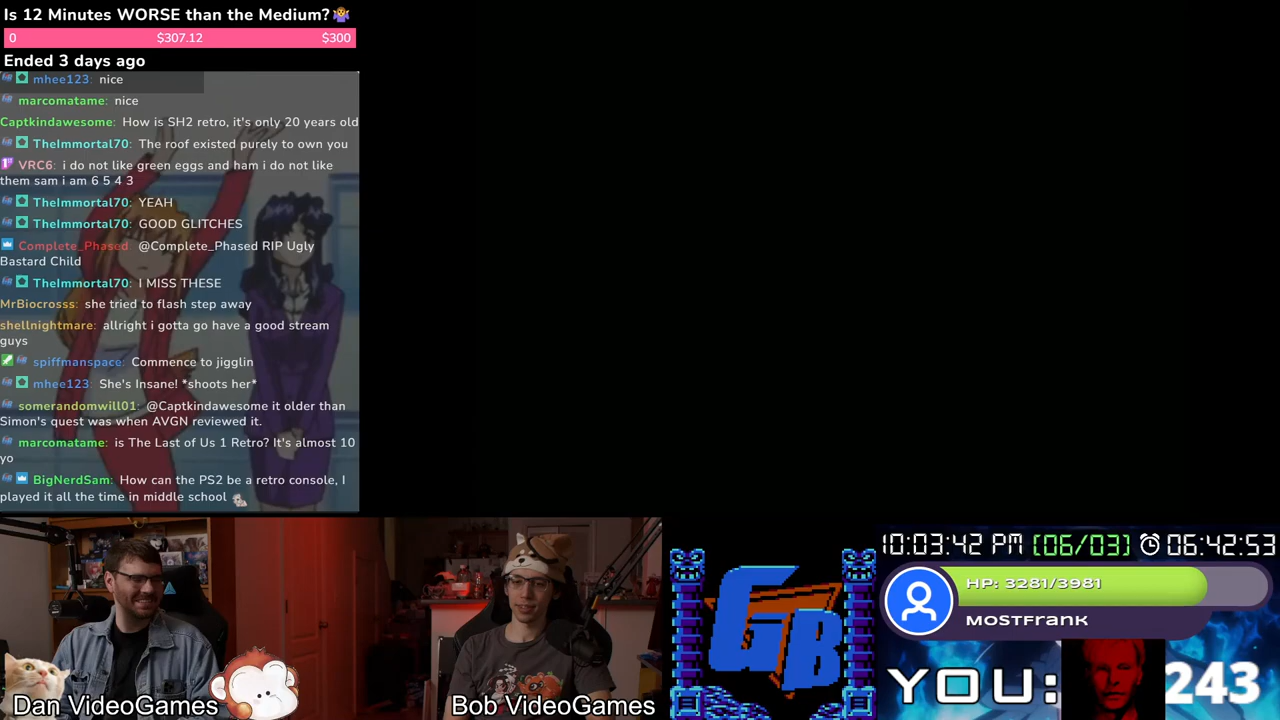 Is 12 Minutes WORSE than the Medium?🤷‍♀️
0 $307.12 $300
Ended 3 days ago
mhee123: nice
marcomatame: nice
Captkindawesome: How is SH2 retro, it's only 20 years old
TheImmortal70: The roof existed purely to own you
VRC6: i do not like green eggs and ham i do not like
them sam i am 6 5 4 3
TheImmortal70: YEAH
TheImmortal70: GOOD GLITCHES
Complete_Phased: @Complete_Phased RIP Ugly
Bastard Child
TheImmortal70: I MISS THESE
MrBiocrosss: she tried to flash step away
shellnightmare: allright i gotta go have a good stream
guys
spiffmanspace: Commence to jigglin
mhee123: She's Insane! *shoots her*
somerandomwill01: @Captkindawesome it older than
Simon's quest was when AVGN reviewed it.
marcomatame: is The Last of Us 1 Retro? It's almost 10
yo
BigNerdSam: How can the PS2 be a retro console, I
played it all the time in middle school
Dan VideoGames
Bob VideoGames
GB
10:03:42 PM [06/03] 06:42:53
HP: 3281/3981
MostFrank
YOU: 243